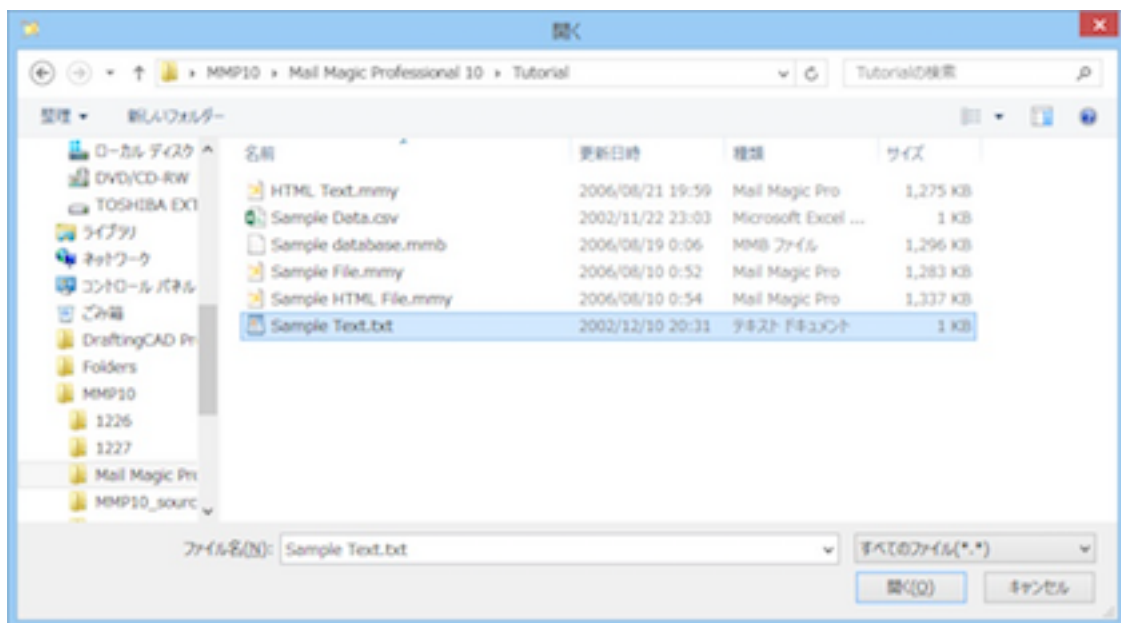 開く
MMP10 Mail Magic Professional 10 Tutorial
Tutorialの検索
整理 新しいフォルダー
ローカル ディスク
DVD/CD-RW
TOSHIBA EXT
ライブラリ
ネットワーク
コントロール パネル
ごみ箱
DraftingCAD Pr
Folders
MMP10
1226
1227
Mail Magic Pro
MMP10_sourc
名前 更新日時 種類 サイズ
HTML Text.mmy 2006/08/21 19:59 Mail Magic Pro 1,275 KB
Sample Data.csv 2002/11/22 23:03 Microsoft Excel ... 1 KB
Sample database.mmb 2006/08/19 0:06 MMB ファイル 1,296 KB
Sample File.mmy 2006/08/10 0:52 Mail Magic Pro 1,283 KB
Sample HTML File.mmy 2006/08/10 0:54 Mail Magic Pro 1,337 KB
Sample Text.txt 2002/12/10 20:31 テキスト ドキュメント 1 KB
ファイル名(N): Sample Text.txt すべてのファイル(*.*)
開く(O) キャンセル